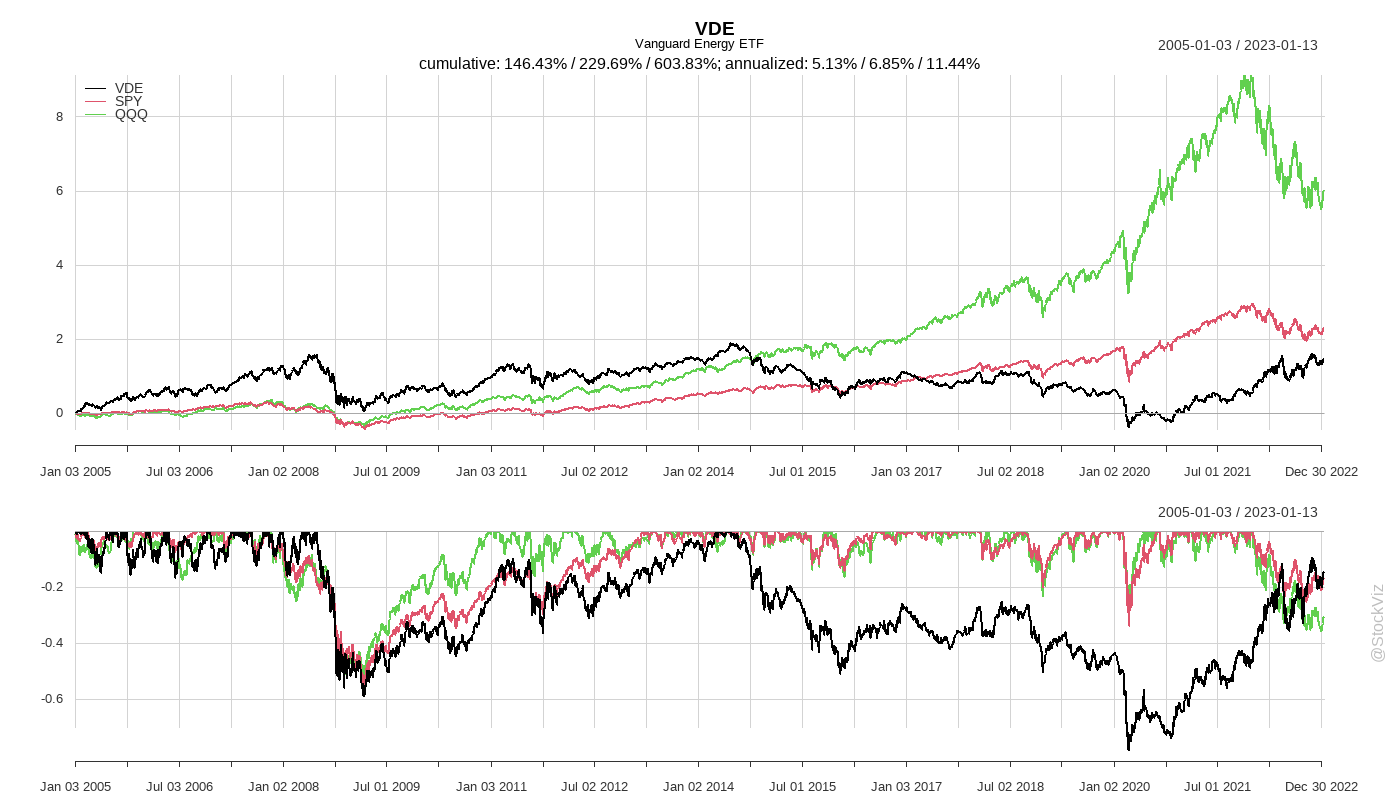 VDE
Vanguard Energy ETF
2005-01-03 / 2023-01-13
cumulative: 146.43% / 229.69% / 603.83%; annualized: 5.13% / 6.85% / 11.44%
VDE
SPY
QQQ
8
6
4
2
0
Jan 03 2005 Jul 03 2006 Jan 02 2008 Jul 01 2009 Jan 03 2011 Jul 02 2012 Jan 02 2014 Jul 01 2015 Jan 03 2017 Jul 02 2018 Jan 02 2020 Jul 01 2021 Dec 30 2022
2005-01-03 / 2023-01-13
-0.2
-0.4
-0.6
@StockViz
Jan 03 2005 Jul 03 2006 Jan 02 2008 Jul 01 2009 Jan 03 2011 Jul 02 2012 Jan 02 2014 Jul 01 2015 Jan 03 2017 Jul 02 2018 Jan 02 2020 Jul 01 2021 Dec 30 2022